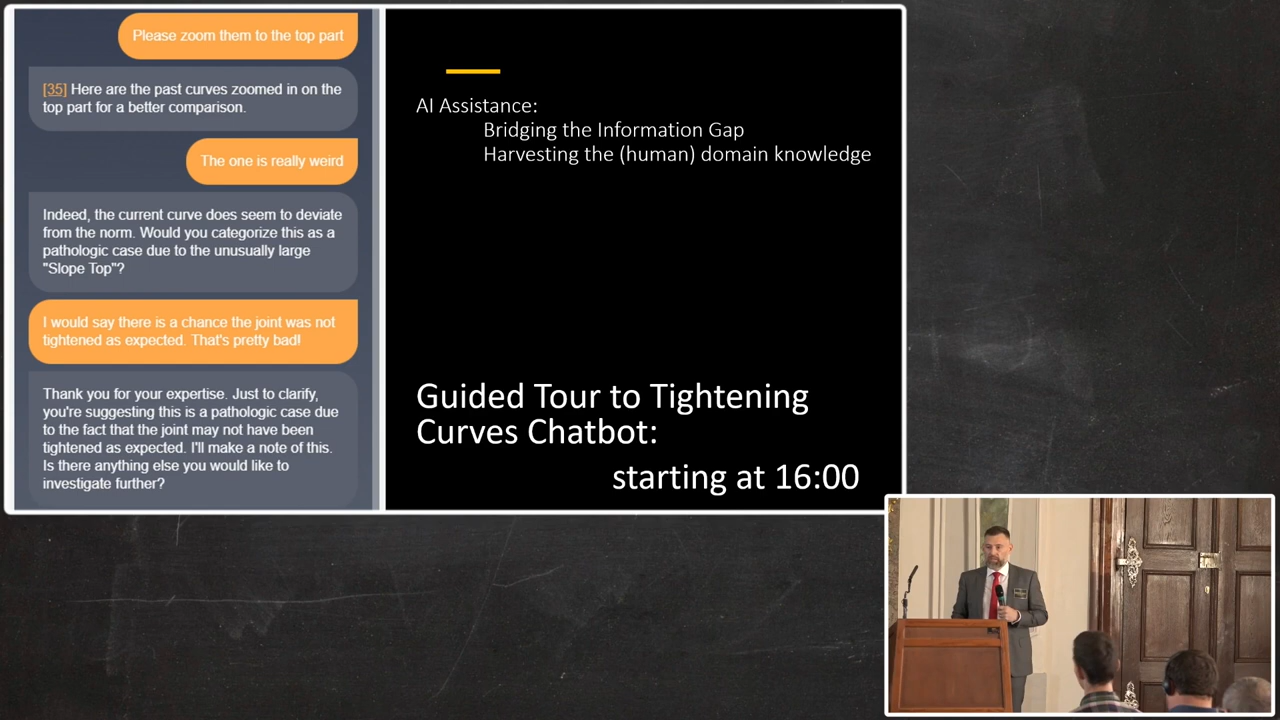 Please zoom them to the top part
[35] Here are the past curves zoomed in on the
top part for a better comparison.
The one is really weird
Indeed, the current curve does seem to deviate
from the norm. Would you categorize this as a
pathologic case due to the unusually large
"Slope Top"?
I would say there is a chance the joint was not
tightened as expected. That's pretty bad!
Thank you for your expertise. Just to clarify,
you're suggesting this is a pathologic case due
to the fact that the joint may not have been
tightened as expected. I'll make a note of this.
Is there anything else you would like to
investigate further?
AI Assistance:
Bridging the Information Gap
Harvesting the (human) domain knowledge
Guided Tour to Tightening
Curves Chatbot:
starting at 16:00